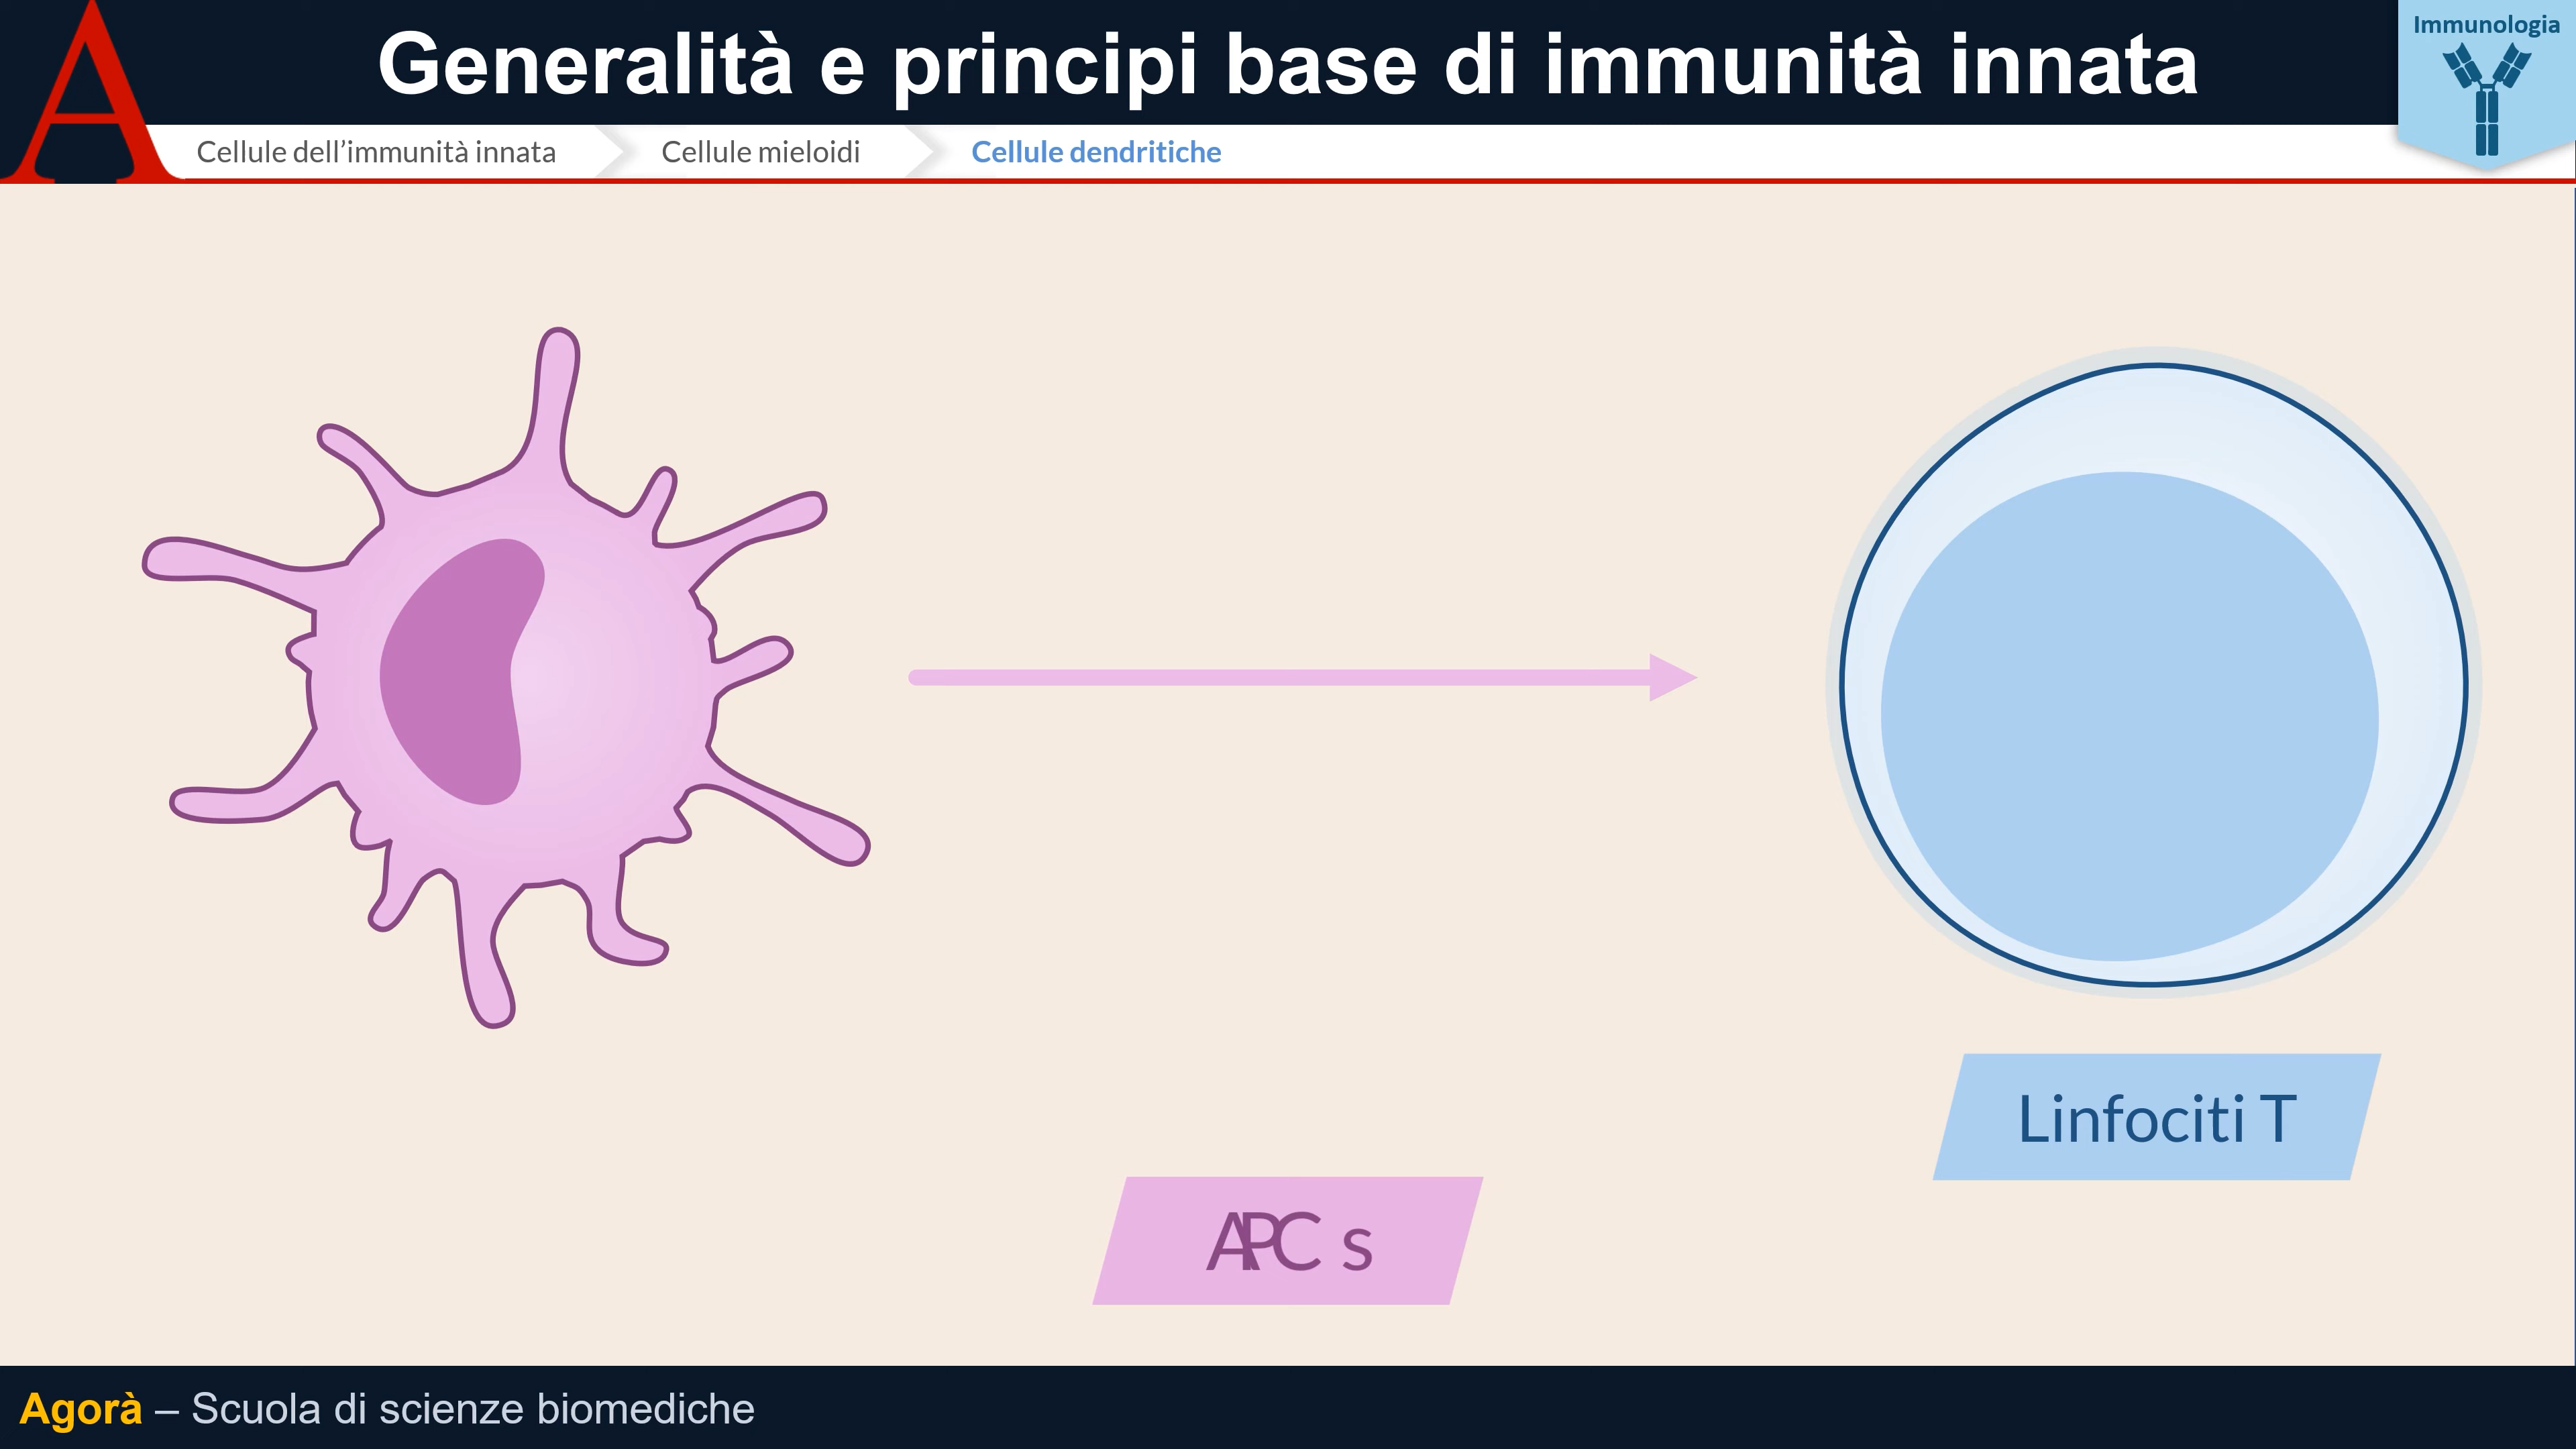 Generalità e principi base di immunità innata
Immunologia
Cellule dell’immunità innata
Cellule mieloidi
Cellule dendritiche
Linfociti T
APC s
Agorà – Scuola di scienze biomediche